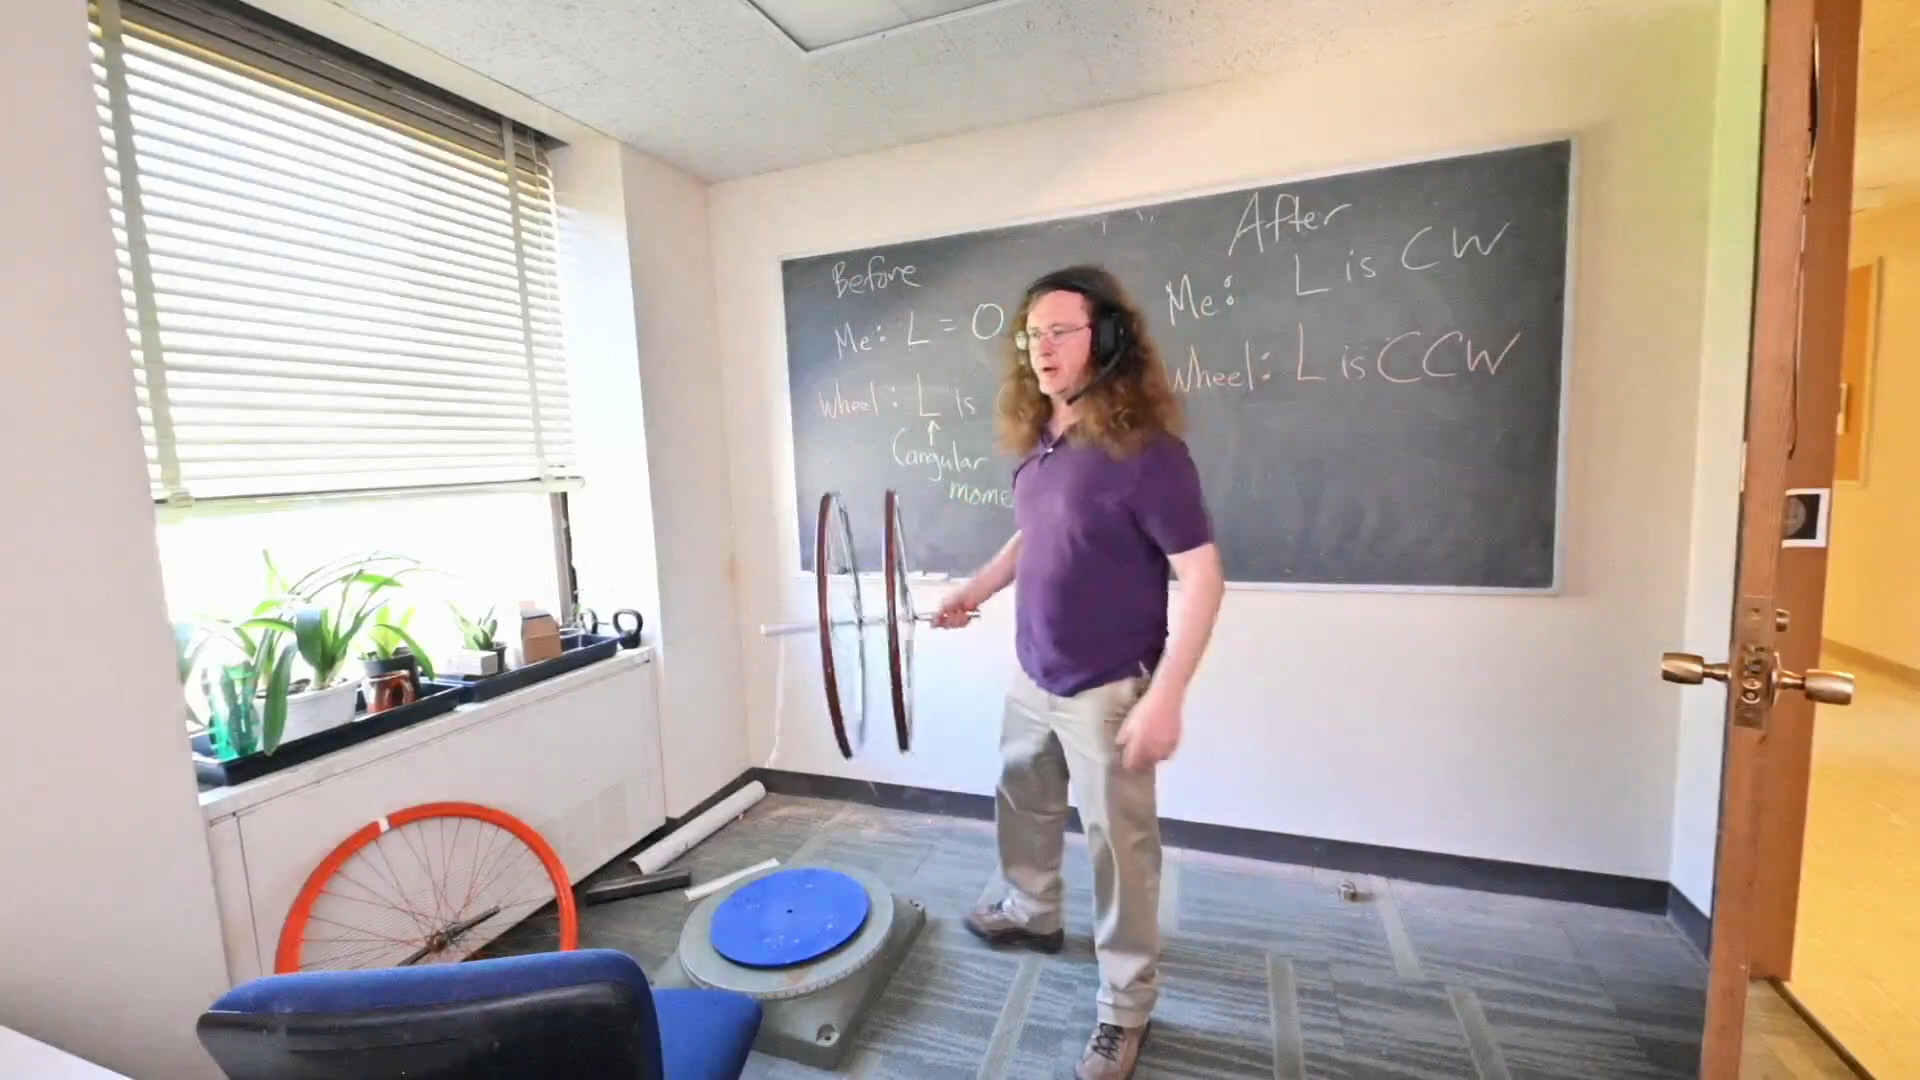 Before
Me: L = 0
Wheel: L is
(angular
After
Me: L is CW
Wheel: L is CCW